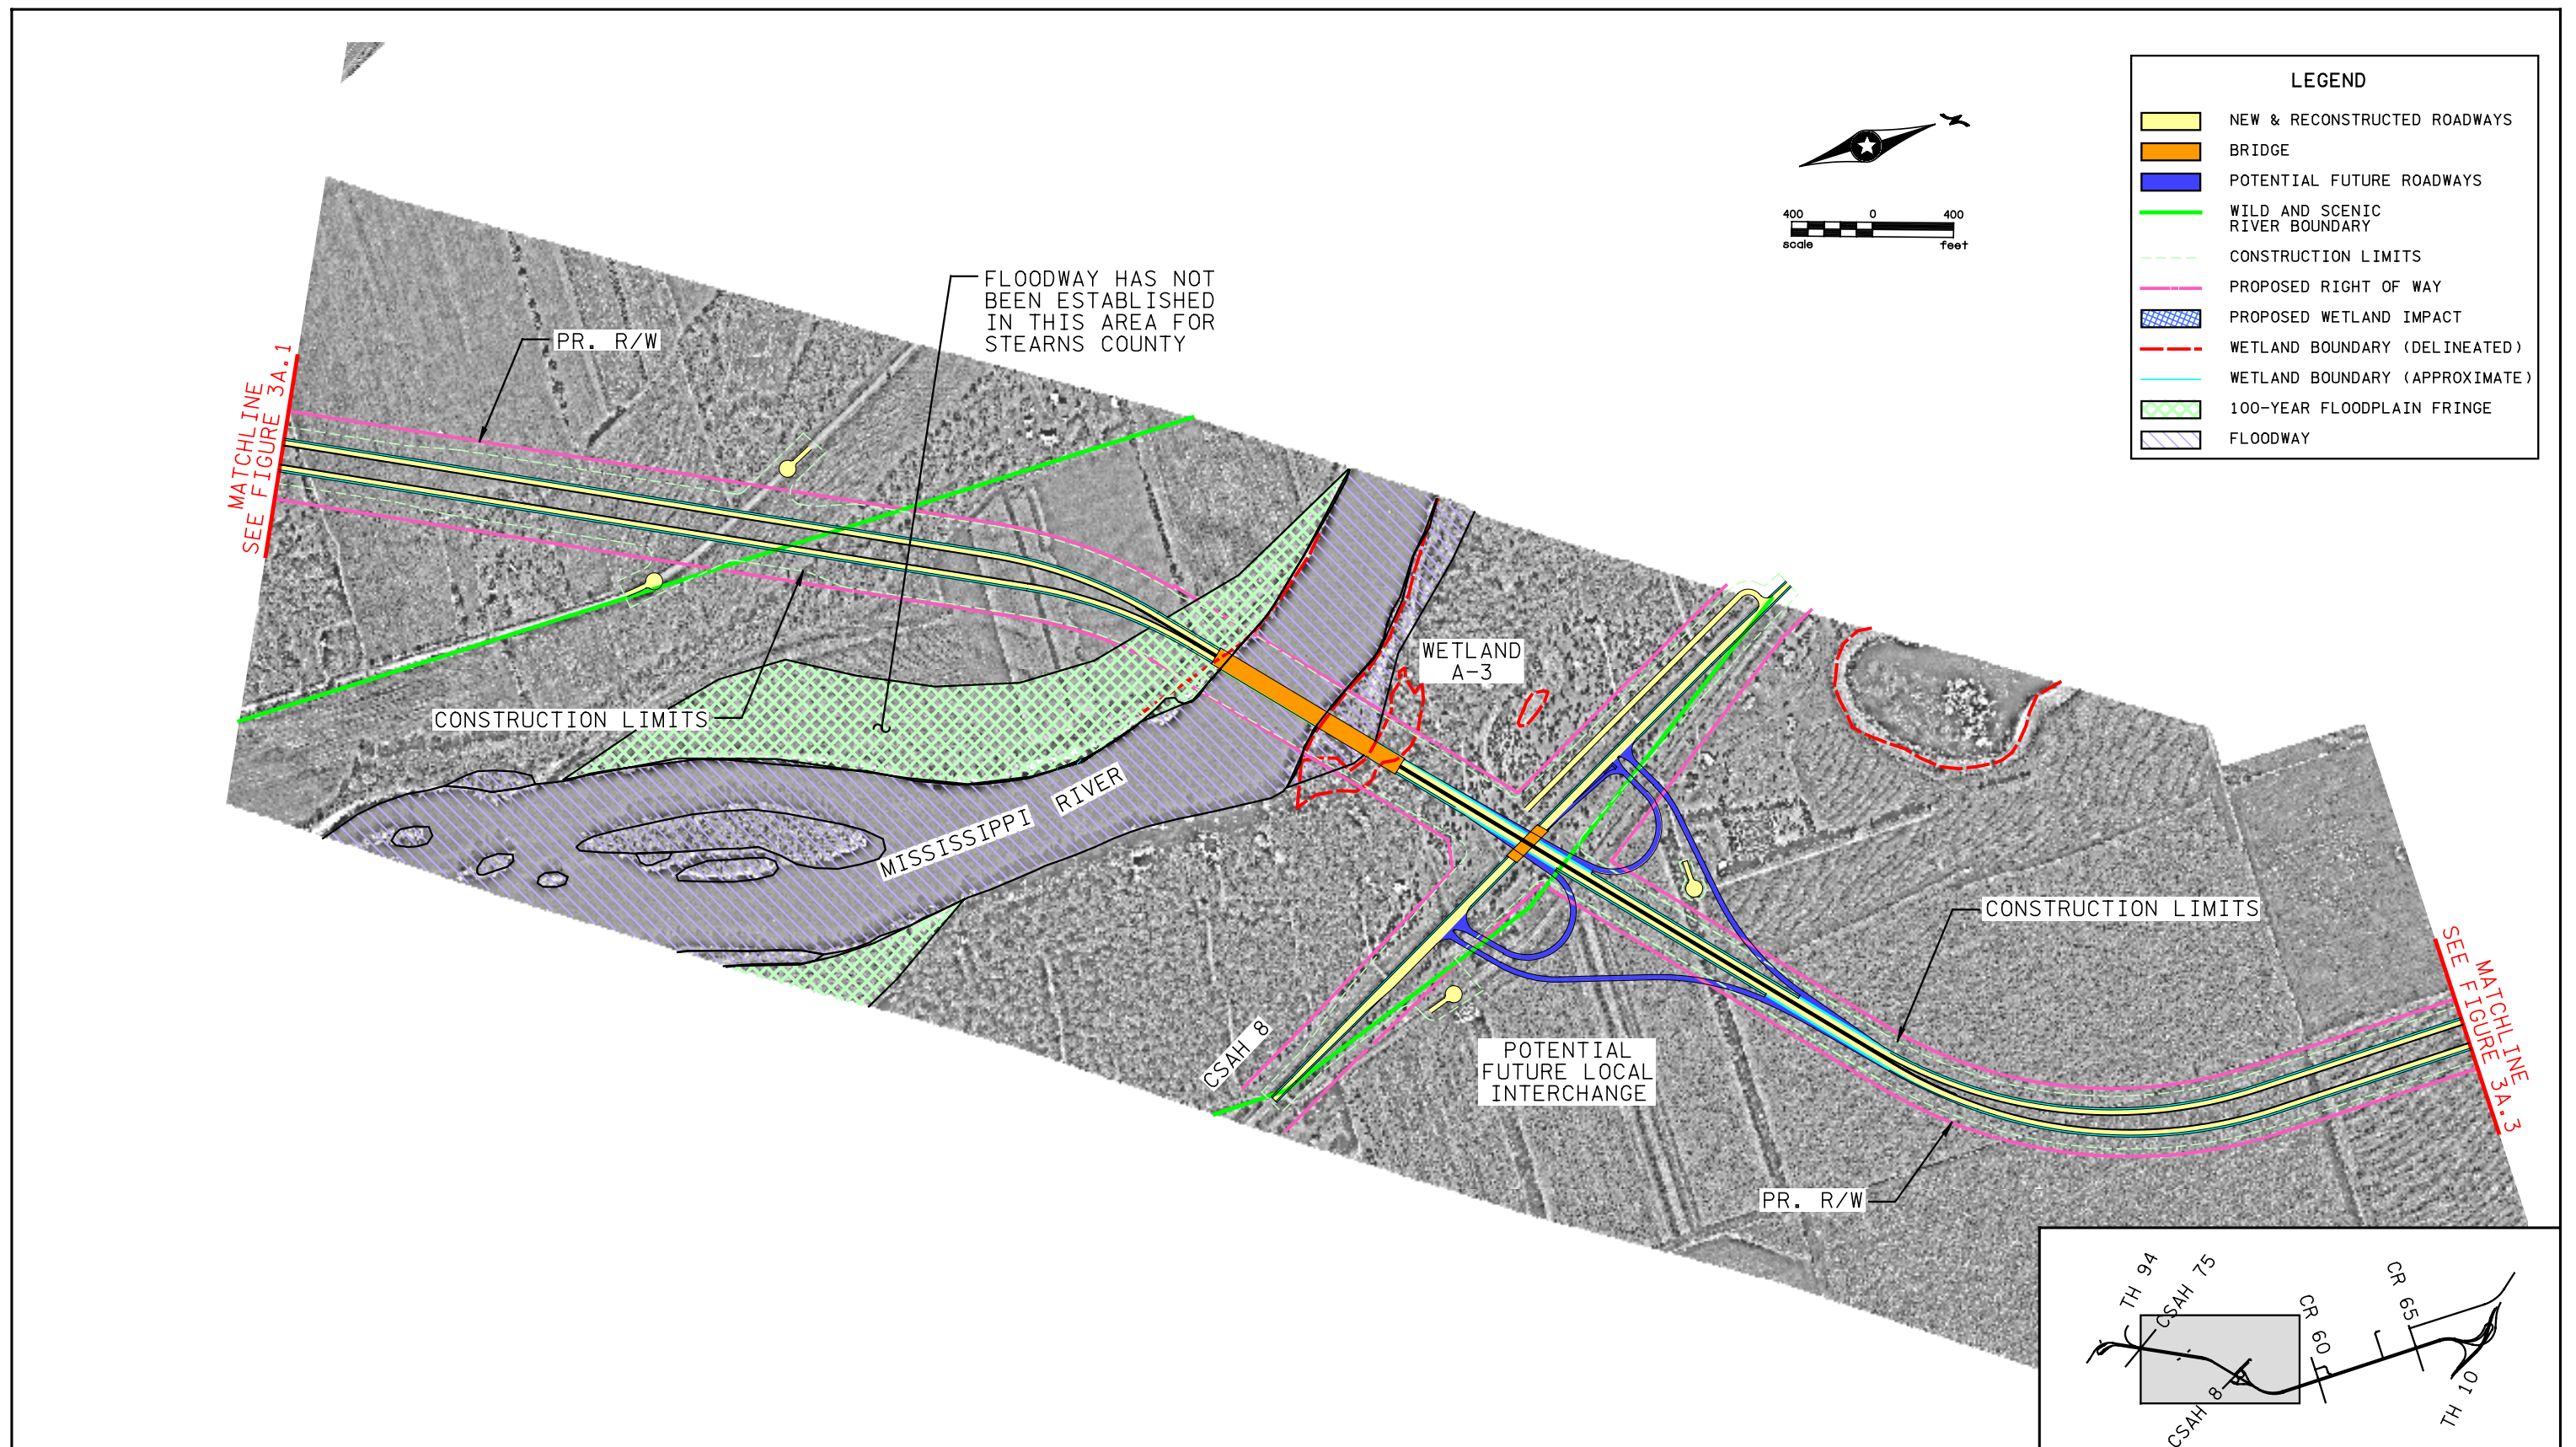 LEGEND
NEW & RECONSTRUCTED ROADWAYS
BRIDGE
POTENTIAL FUTURE ROADWAYS
WILD AND SCENIC
RIVER BOUNDARY
CONSTRUCTION LIMITS
PROPOSED RIGHT OF WAY
PROPOSED WETLAND IMPACT
WETLAND BOUNDARY (DELINEATED)
WETLAND BOUNDARY (APPROXIMATE)
100-YEAR FLOODPLAIN FRINGE
FLOODWAY
400 0 400
scale feet
FLOODWAY HAS NOT
BEEN ESTABLISHED
IN THIS AREA FOR
STEARNS COUNTY
PR. R/W
MATCHLINE
SEE FIGURE 3A.1
WETLAND
A-3
CONSTRUCTION LIMITS
MISSISSIPPI RIVER
CONSTRUCTION LIMITS
CSAH 8
POTENTIAL
FUTURE LOCAL
INTERCHANGE
PR. R/W
MATCHLINE
SEE FIGURE 3A.3
TH 94
CSAH 75
CR 60
CR 65
CSAH 8
TH 10